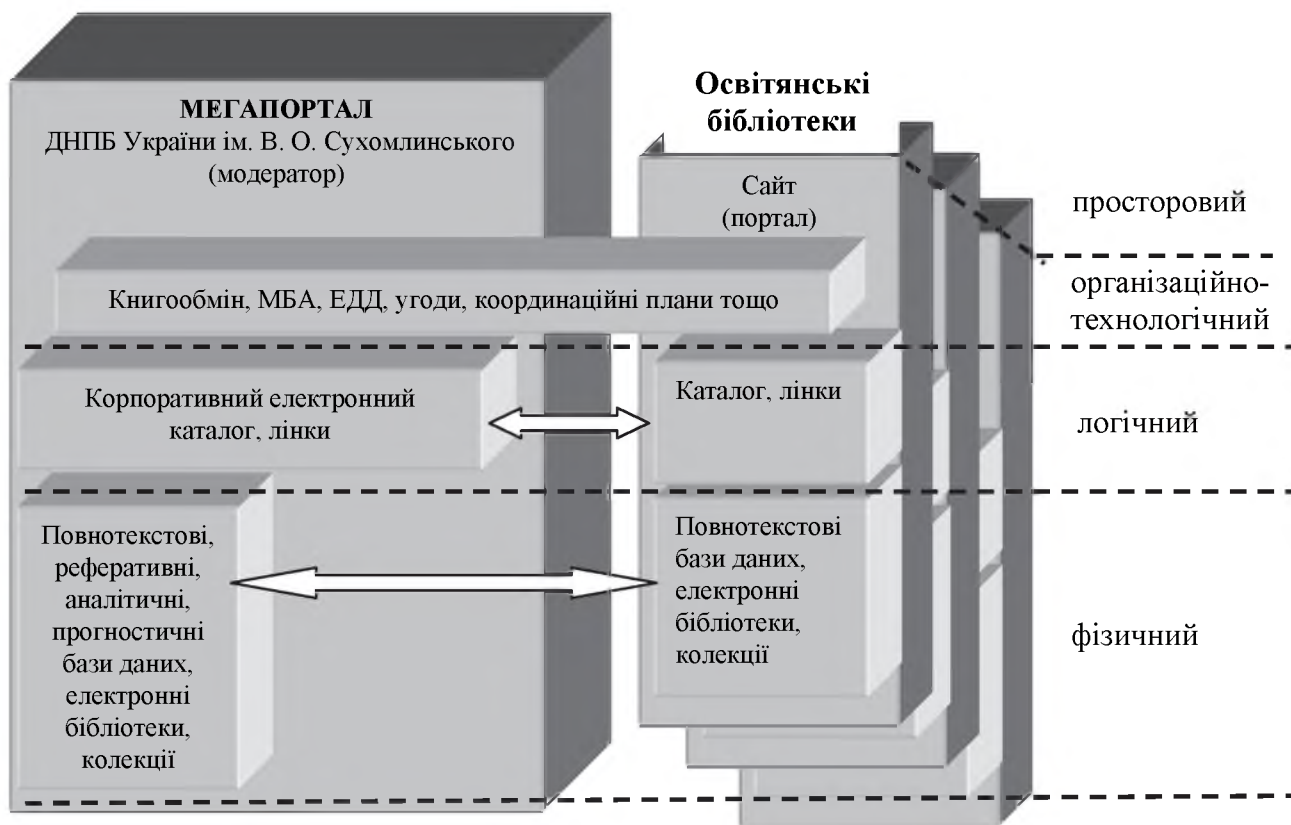 МЕГАПОРТАЛ
ДНПБ України ім. В. О. Сухомлинського
(модератор)
Освітянські
бібліотеки
Сайт
(портал)
просторовий
Книгообмін, МБА, ЕДД, угоди, координаційні плани тощо
організаційно-
технологічний
Корпоративний електронний
каталог, лінки
Каталог, лінки
логічний
Повнотекстові,
реферативні,
аналітичні,
прогностичні
бази даних,
електронні
бібліотеки,
колекції
Повнотекстові
бази даних,
електронні
бібліотеки,
колекції
фізичний